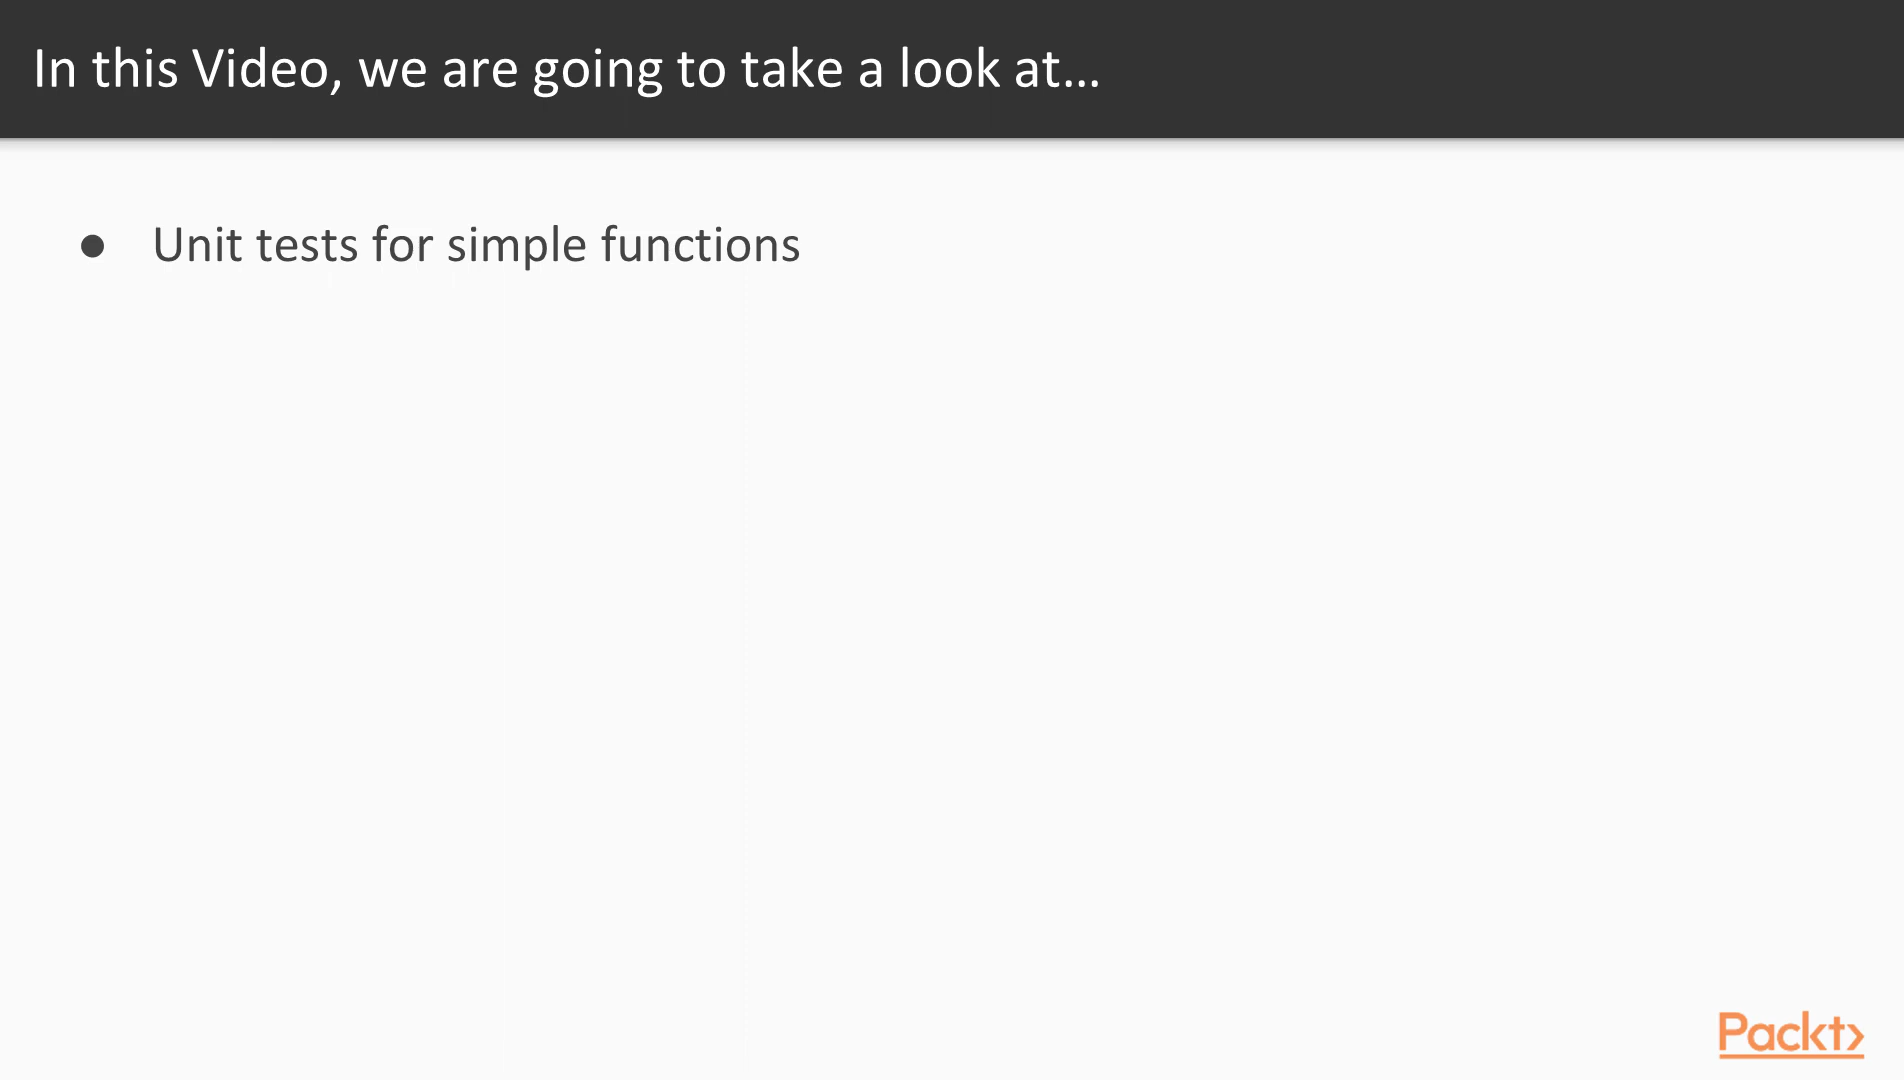 In this Video, we are going to take a look at...
● Unit tests for simple functions
Packt>